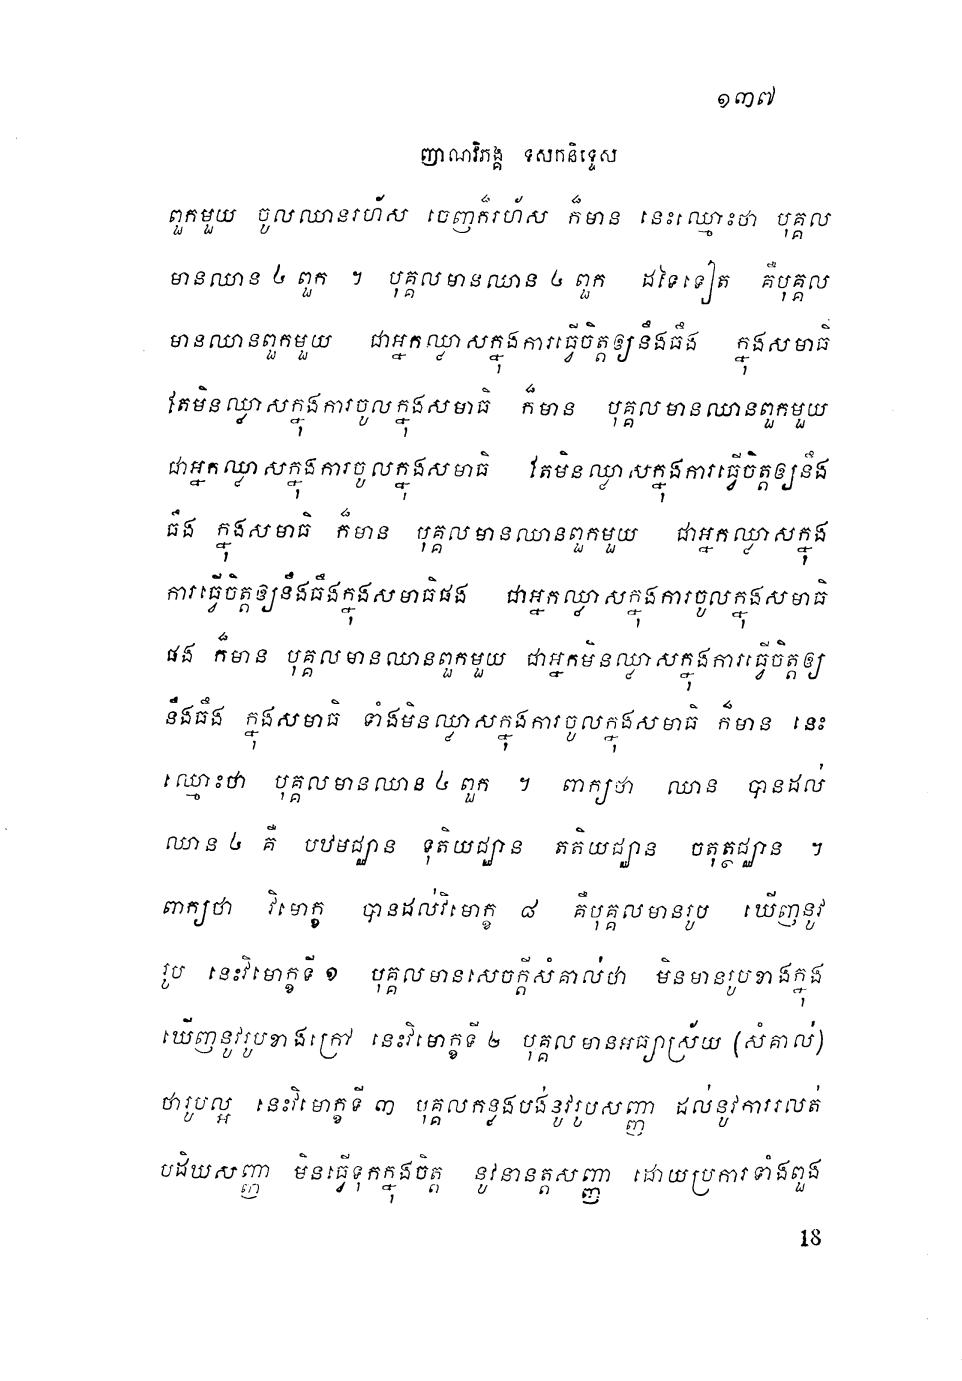 ១៣៧
ញាណវិភង្គ ទសកនិទ្ទេស
ពួកមួយ ចូលឈានរហ័ស ចេញក៏រហ័ស ក៏មាន នេះឈ្មោះថា បុគ្គល
មានឈាន ៤ ពួក ។ បុគ្គលមានឈាន ៤ ពួក ដទៃទៀត គឺបុគ្គល
មានឈានពួកមួយ ជាអ្នកឈ្លាសក្នុងការធ្វើចិត្តឲ្យនឹងធឹង ក្នុងសមាធិ
តែមិនឈ្លាសក្នុងការចូលក្នុងសមាធិ ក៏មាន បុគ្គលមានឈានពួកមួយ
ជាអ្នកឈ្លាសក្នុងការចូលក្នុងសមាធិ តែមិនឈ្លាសក្នុងការធ្វើចិត្តឲ្យនឹង
ធឹង ក្នុងសមាធិ ក៏មាន បុគ្គលមានឈានពួកមួយ ជាអ្នកឈ្លាសក្នុង
ការធ្វើចិត្តឲ្យនឹងធឹងក្នុងសមាធិផង ជាអ្នកឈ្លាសក្នុងការចូលក្នុងសមាធិ
ផង ក៏មាន បុគ្គលមានឈានពួកមួយ ជាអ្នកមិនឈ្លាសក្នុងការធ្វើចិត្តឲ្យ
នឹងធឹង ក្នុងសមាធិ ទាំងមិនឈ្លាសក្នុងការចូលក្នុងសមាធិ ក៏មាន នេះ
ឈ្មោះថា បុគ្គលមានឈាន ៤ ពួក ។ ពាក្យថា ឈាន បានដល់
ឈាន ៤ គឺ បឋមជ្ឈាន ទុតិយជ្ឈាន តតិយជ្ឈាន ចតុត្ថជ្ឈាន ។
ពាក្យថា វិមោក្ខ បានដល់វិមោក្ខ ៨ គឺបុគ្គលមានរូប ឃើញនូវ
រូប នេះវិមោក្ខទី ១ បុគ្គលមានសេចក្តីសំគាល់ថា មិនមានរូបខាងក្នុង
ឃើញនូវរូបខាងក្រៅ នេះវិមោក្ខទី ២ បុគ្គលមានអធ្យាស្រ័យ (សំគាល់)
ថារូបល្អ នេះវិមោក្ខទី ៣ បុគ្គលកន្លងបង់នូវរូបសញ្ញា ដល់នូវការរលត់
បដិឃសញ្ញា មិនធ្វើទុកក្នុងចិត្ត នូវនានត្តសញ្ញា ដោយប្រការទាំងពួង
18